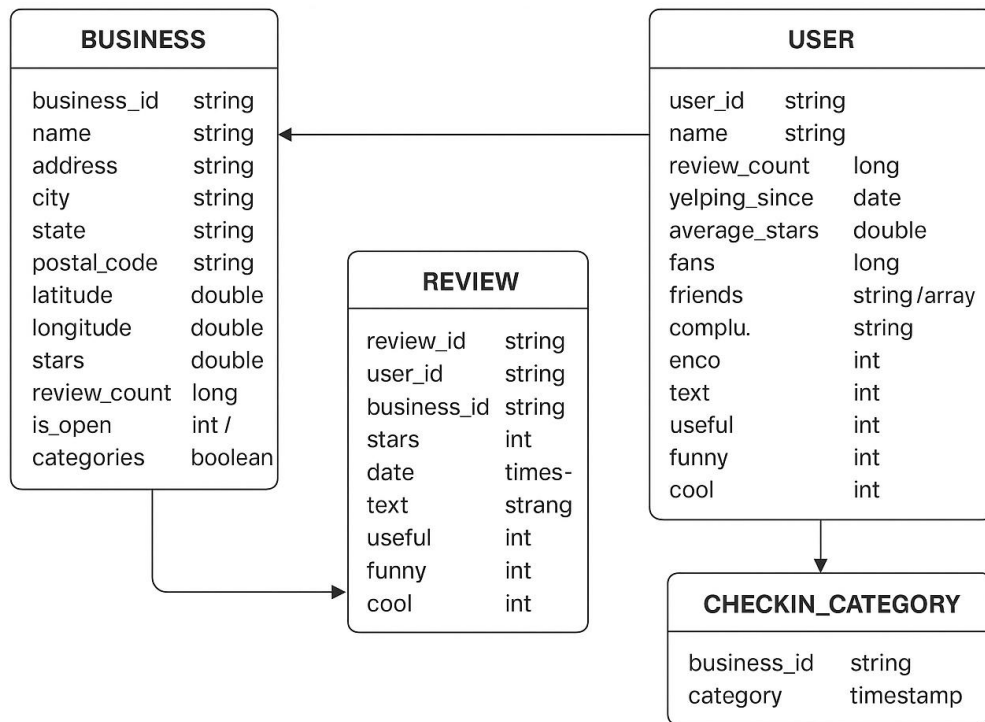 BUSINESS
business_id string
name string
address string
city string
state string
postal_code string
latitude double
longitude double
stars double
review_count long
is_open int /
categories boolean
REVIEW
review_id string
user_id string
business_id string
stars int
date times-
text strang
useful int
funny int
cool int
USER
user_id string
name string
review_count long
yelping_since date
average_stars double
fans long
friends string/array
complu. string
enco int
text int
useful int
funny int
cool int
CHECKIN_CATEGORY
business_id string
category timestamp